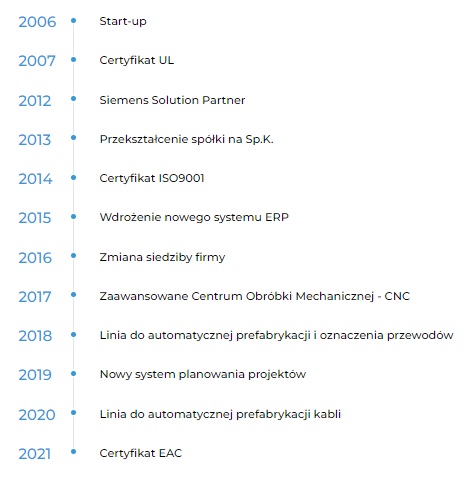 2006 Start-up
2007 Certyfikat UL
2012 Siemens Solution Partner
2013 Przekształcenie spółki na Sp.K.
2014 Certyfikat ISO9001
2015 Wdrożenie nowego systemu ERP
2016 Zmiana siedziby firmy
2017 Zaawansowane Centrum Obróbki Mechanicznej - CNC
2018 Linia do automatycznej prefabrykacji i oznaczenia przewodów
2019 Nowy system planowania projektów
2020 Linia do automatycznej prefabrykacji kabli
2021 Certyfikat EAC